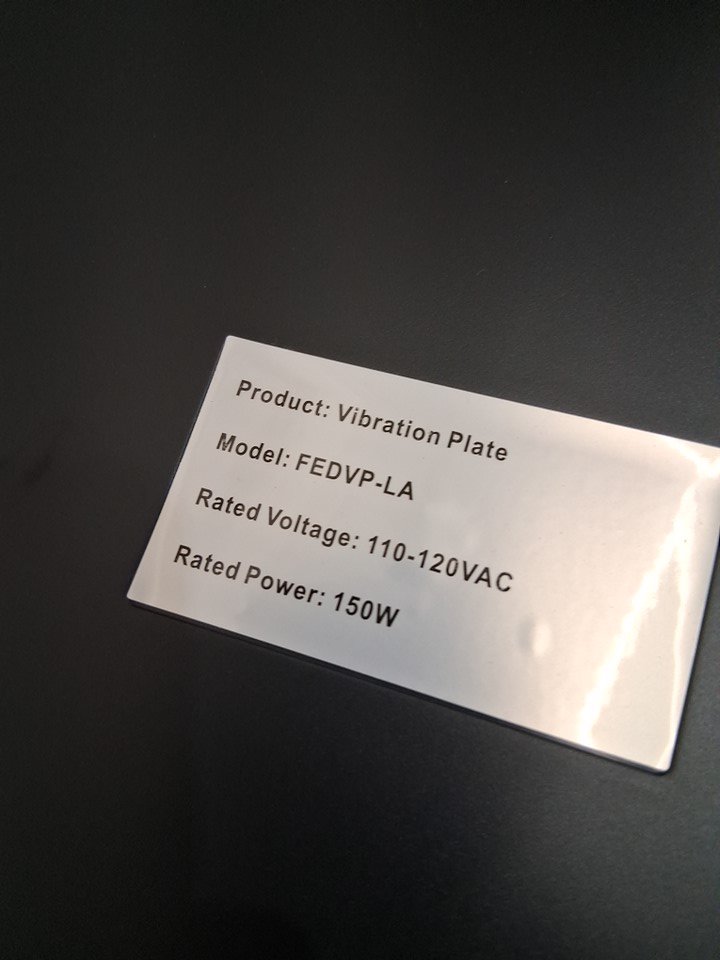 Product: Vibration Plate
Model: FEDVP-LA
Rated Voltage: 110-120VAC
Rated Power: 150W